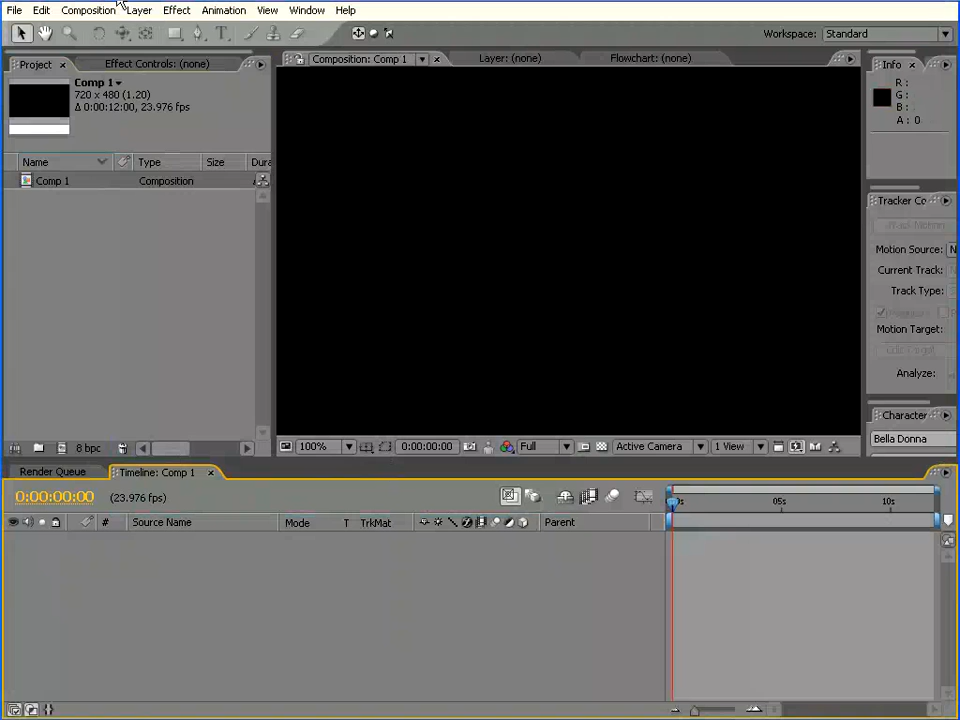 File Edit Composition Layer Effect Animation View Window Help
Workspace: Standard
Project Effect Controls: (none) Composition: Comp 1 Layer: (none) Flowchart: (none) Info
Comp 1
720 x 480 (1.20)
Δ 0:00:12:00, 23.976 fps
R :
G :
B :
A : 0
Name Type Size Dura
Comp 1 Composition
Tracker Co
Motion Source: N
Current Track:
Track Type:
Motion Target:
Analyze:
Character
Bella Donna
8 bpc 100% 0:00:00:00 Full Active Camera 1 View
Render Queue Timeline: Comp 1
0:00:00:00 (23.976 fps)
05s 10s
# Source Name Mode T TrkMat Parent